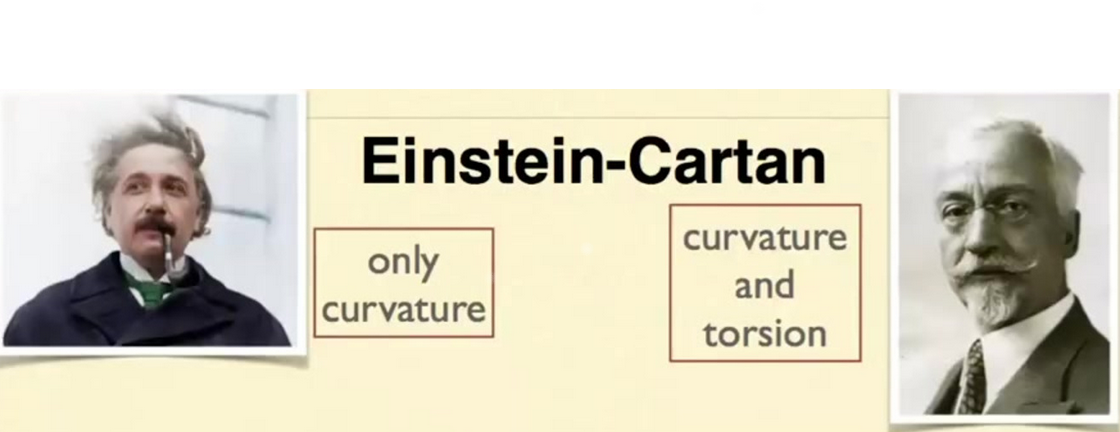 Einstein-Cartan
only
curvature
curvature
and
torsion